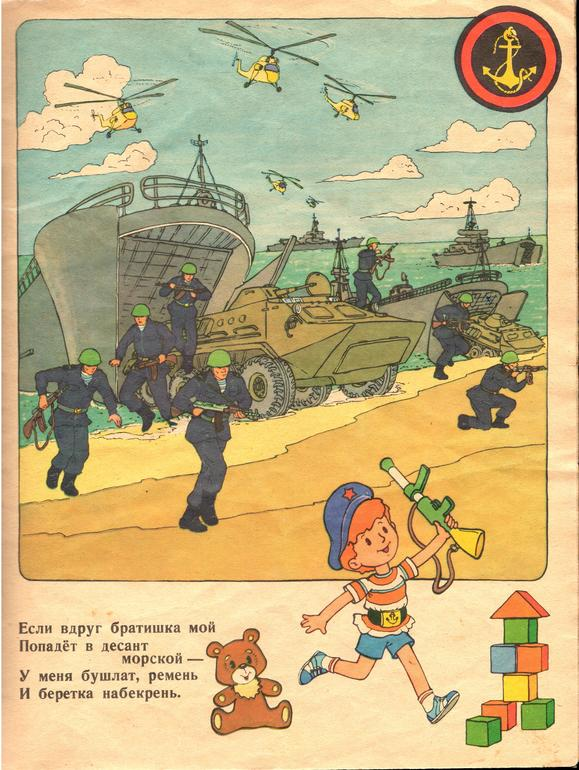 Если вдруг братишка мой
Попадёт в десант
морской —
У меня бушлат, ремень
И беретка набекрень.